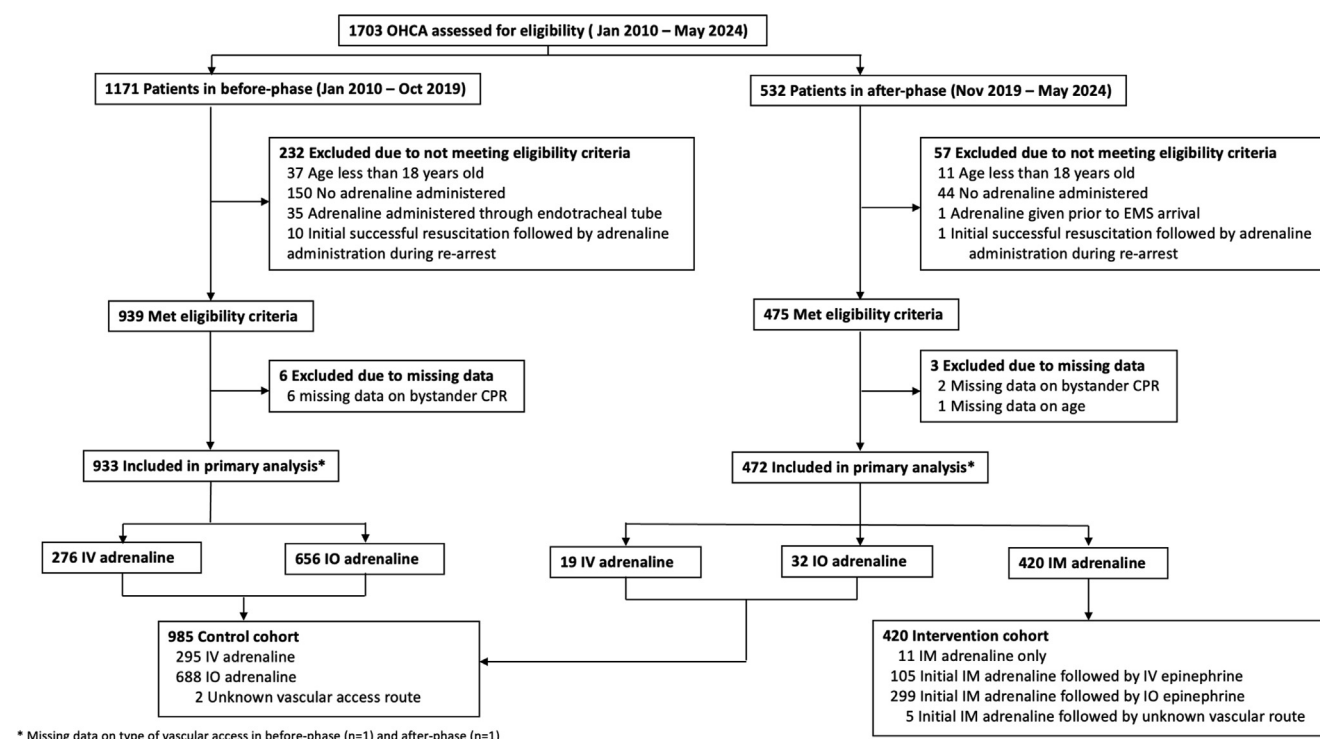 1703 OHCA assessed for eligibility ( Jan 2010 – May 2024)
1171 Patients in before-phase (Jan 2010 – Oct 2019)
532 Patients in after-phase (Nov 2019 – May 2024)
232 Excluded due to not meeting eligibility criteria
37 Age less than 18 years old
150 No adrenaline administered
35 Adrenaline administered through endotracheal tube
10 Initial successful resuscitation followed by adrenaline
administration during re-arrest
57 Excluded due to not meeting eligibility criteria
11 Age less than 18 years old
44 No adrenaline administered
1 Adrenaline given prior to EMS arrival
1 Initial successful resuscitation followed by adrenaline
administration during re-arrest
939 Met eligibility criteria
475 Met eligibility criteria
6 Excluded due to missing data
6 missing data on bystander CPR
3 Excluded due to missing data
2 Missing data on bystander CPR
1 Missing data on age
933 Included in primary analysis*
472 Included in primary analysis*
276 IV adrenaline
656 IO adrenaline
19 IV adrenaline
32 IO adrenaline
420 IM adrenaline
985 Control cohort
295 IV adrenaline
688 IO adrenaline
2 Unknown vascular access route
420 Intervention cohort
11 IM adrenaline only
105 Initial IM adrenaline followed by IV epinephrine
299 Initial IM adrenaline followed by IO epinephrine
5 Initial IM adrenaline followed by unknown vascular route
* Missing data on type of vascular access in before-phase (n=1) and after-phase (n=1)